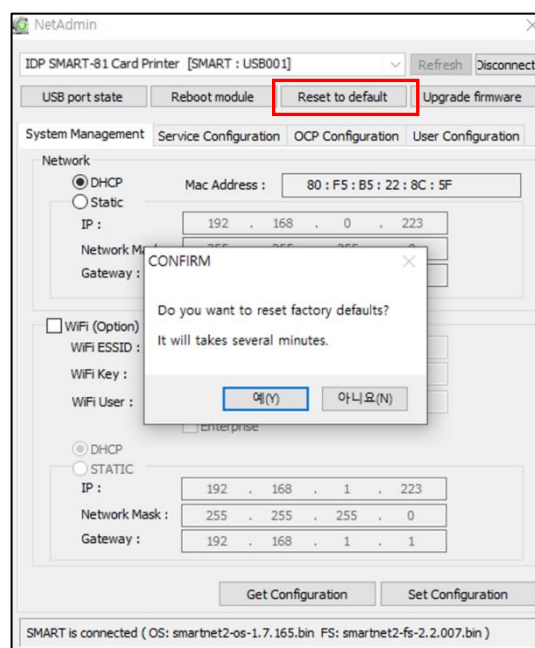 NetAdmin
IDP SMART-81 Card Printer [SMART : USB001] Refresh Disconnect
USB port state Reboot module Reset to default Upgrade firmware
System Management Service Configuration OCP Configuration User Configuration
Network
DHCP Mac Address : 80 : F5 : B5 : 22 : 8C : 5F
Static
IP : 192 . 168 . 0 . 223
Network
Gateway :
CONFIRM
Do you want to reset factory defaults?
It will takes several minutes.
예(Y) 아니요(N)
WiFi (Option)
WiFi ESSID :
WiFi Key :
WiFi User :
Enterprise
DHCP
STATIC
IP : 192 . 168 . 1 . 223
Network Mask : 255 . 255 . 255 . 0
Gateway : 192 . 168 . 1 . 1
Get Configuration Set Configuration
SMART is connected ( OS: smartnet2-os-1.7.165.bin FS: smartnet2-fs-2.2.007.bin )